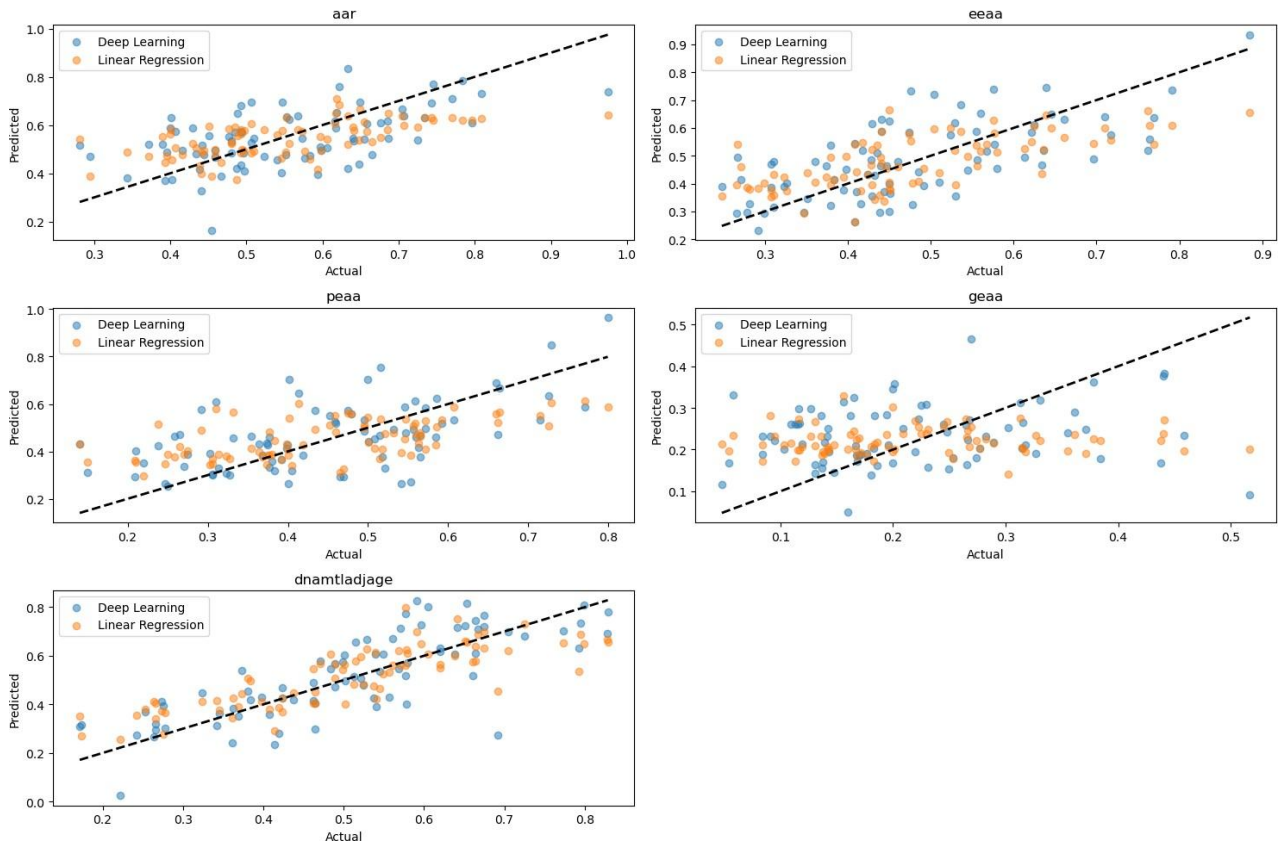 aar
Deep Learning
Linear Regression
Predicted
1.0
0.8
0.6
0.4
0.2
0.3 0.4 0.5 0.6 0.7 0.8 0.9 1.0
Actual
eeaa
Deep Learning
Linear Regression
Predicted
0.9
0.8
0.7
0.6
0.5
0.4
0.3
0.2
0.3 0.4 0.5 0.6 0.7 0.8 0.9
Actual
peaa
Deep Learning
Linear Regression
Predicted
1.0
0.8
0.6
0.4
0.2
0.2 0.3 0.4 0.5 0.6 0.7 0.8
Actual
geaa
Deep Learning
Linear Regression
Predicted
0.5
0.4
0.3
0.2
0.1
0.1 0.2 0.3 0.4 0.5
Actual
dnamtladjage
Deep Learning
Linear Regression
Predicted
0.8
0.6
0.4
0.2
0.0
0.2 0.3 0.4 0.5 0.6 0.7 0.8
Actual